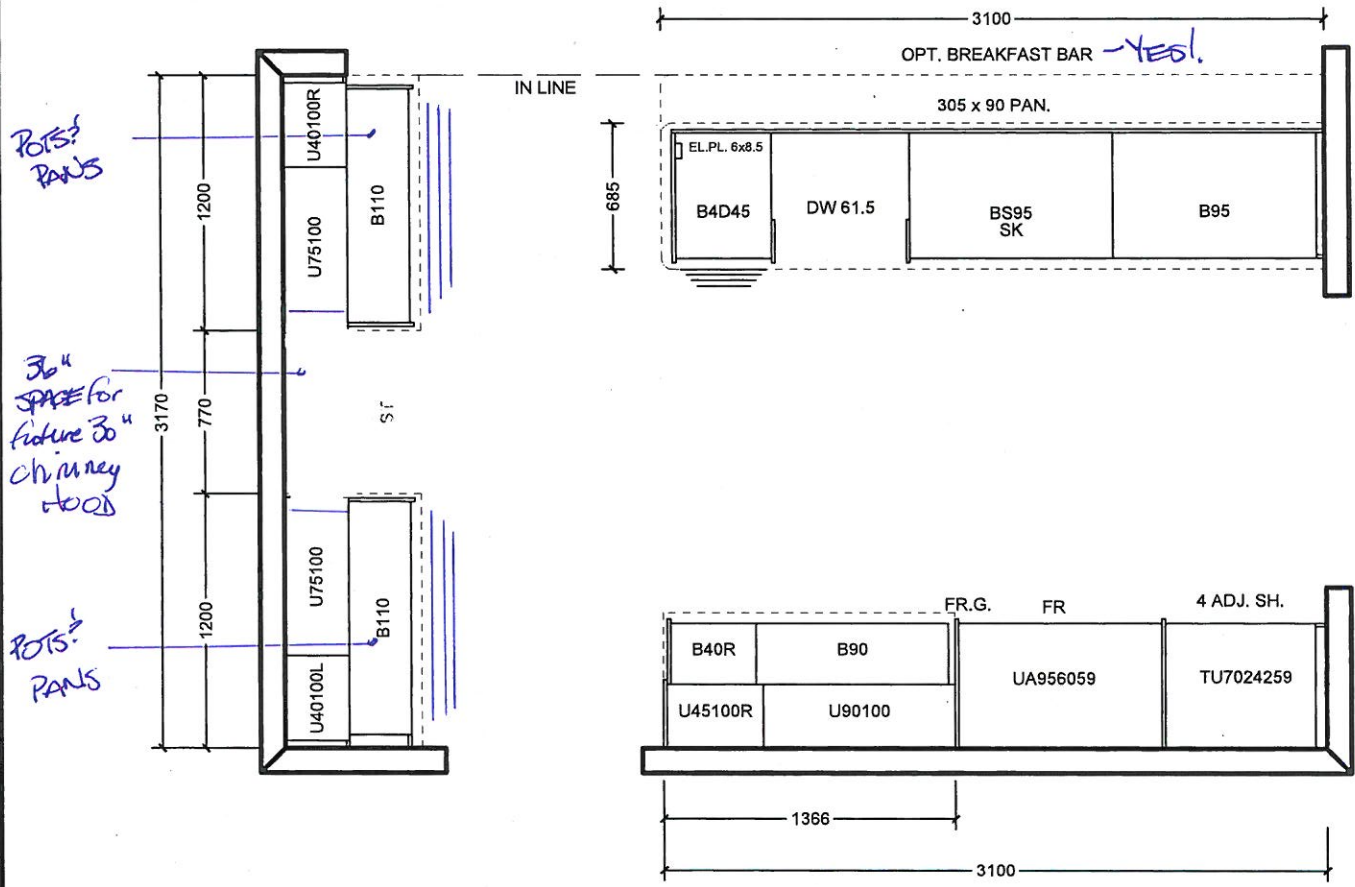 3100
OPT. BREAKFAST BAR
-YES!
IN LINE
305 x 90 PAN.
POTS &
PANS
U40100R
U75100
B110
1200
685
EL.PL. 6x8.5
B4D45
DW 61.5
BS95
SK
B95
36"
SPACE for
future 30"
chimney
HOOD
3170
770
ST
POTS &
PANS
1200
U75100
U40100L
B110
FR.G.
FR
4 ADJ. SH.
B40R
B90
U45100R
U90100
UA956059
TU7024259
1366
3100